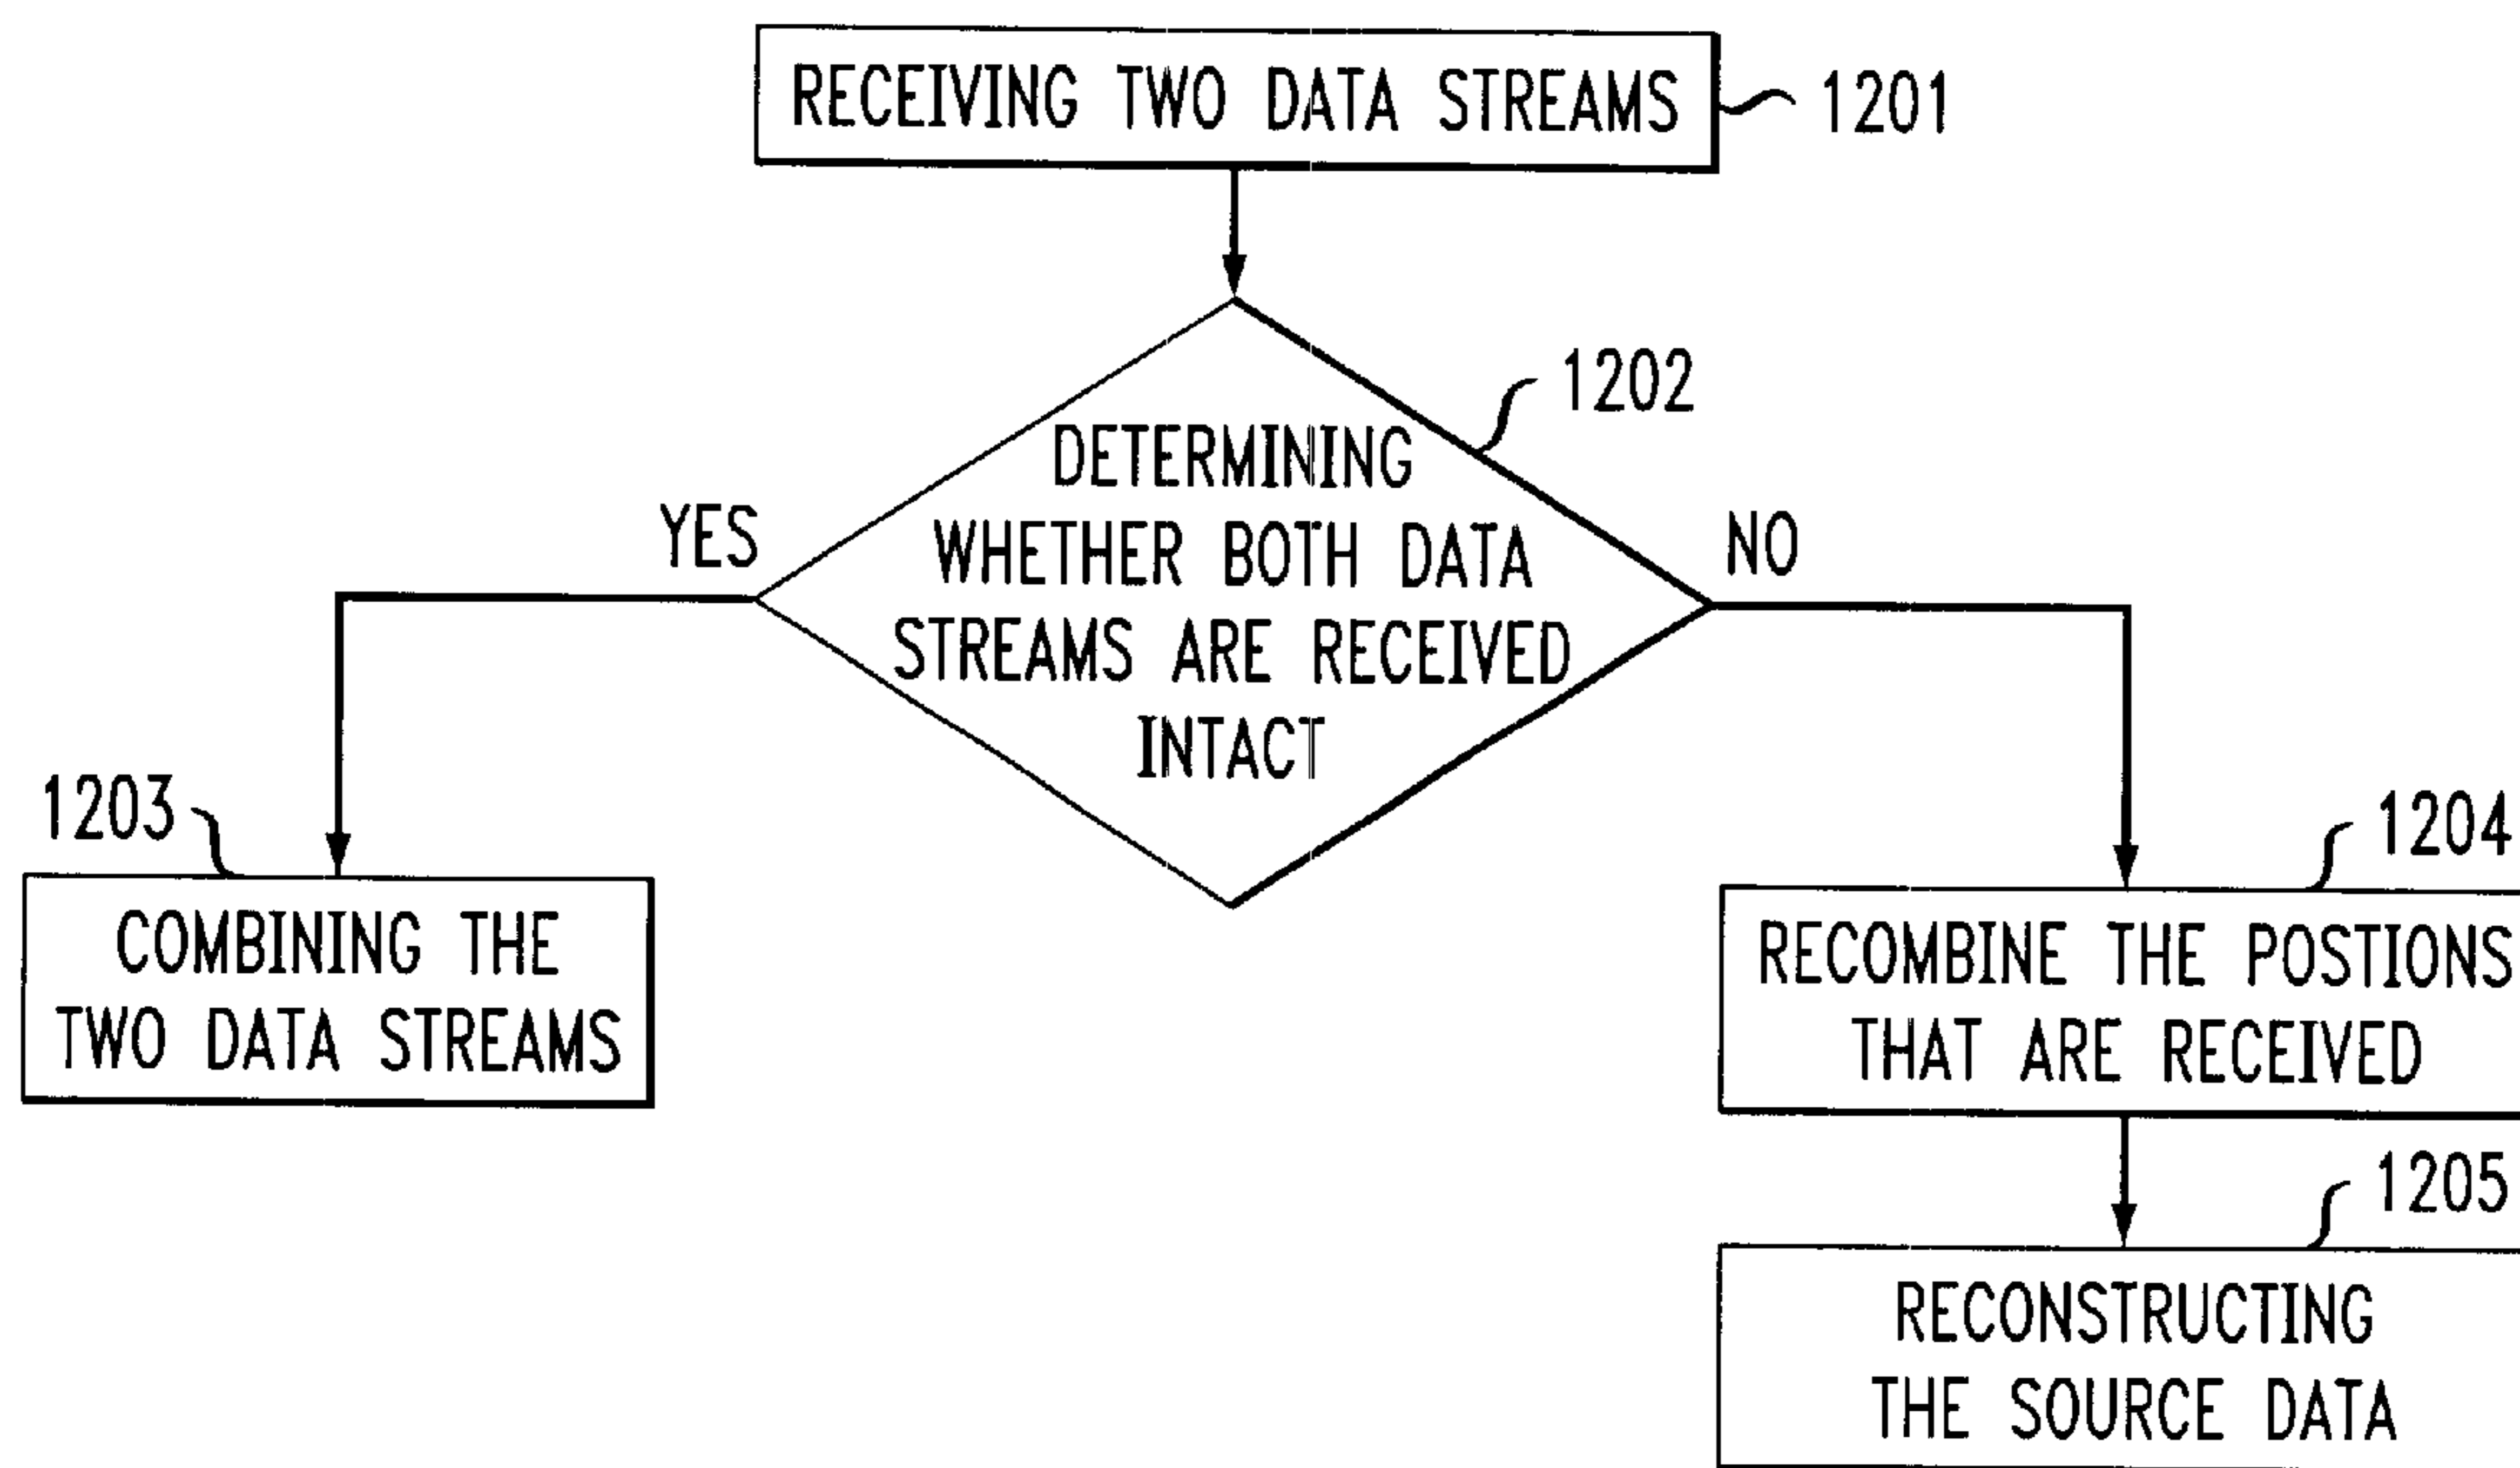 RECEIVING TWO DATA STREAMS
1201
1202
DETERMINING
WHETHER BOTH DATA
STREAMS ARE RECEIVED
INTACT
YES
NO
1203
COMBINING THE
TWO DATA STREAMS
1204
RECOMBINE THE POSTIONS
THAT ARE RECEIVED
1205
RECONSTRUCTING
THE SOURCE DATA